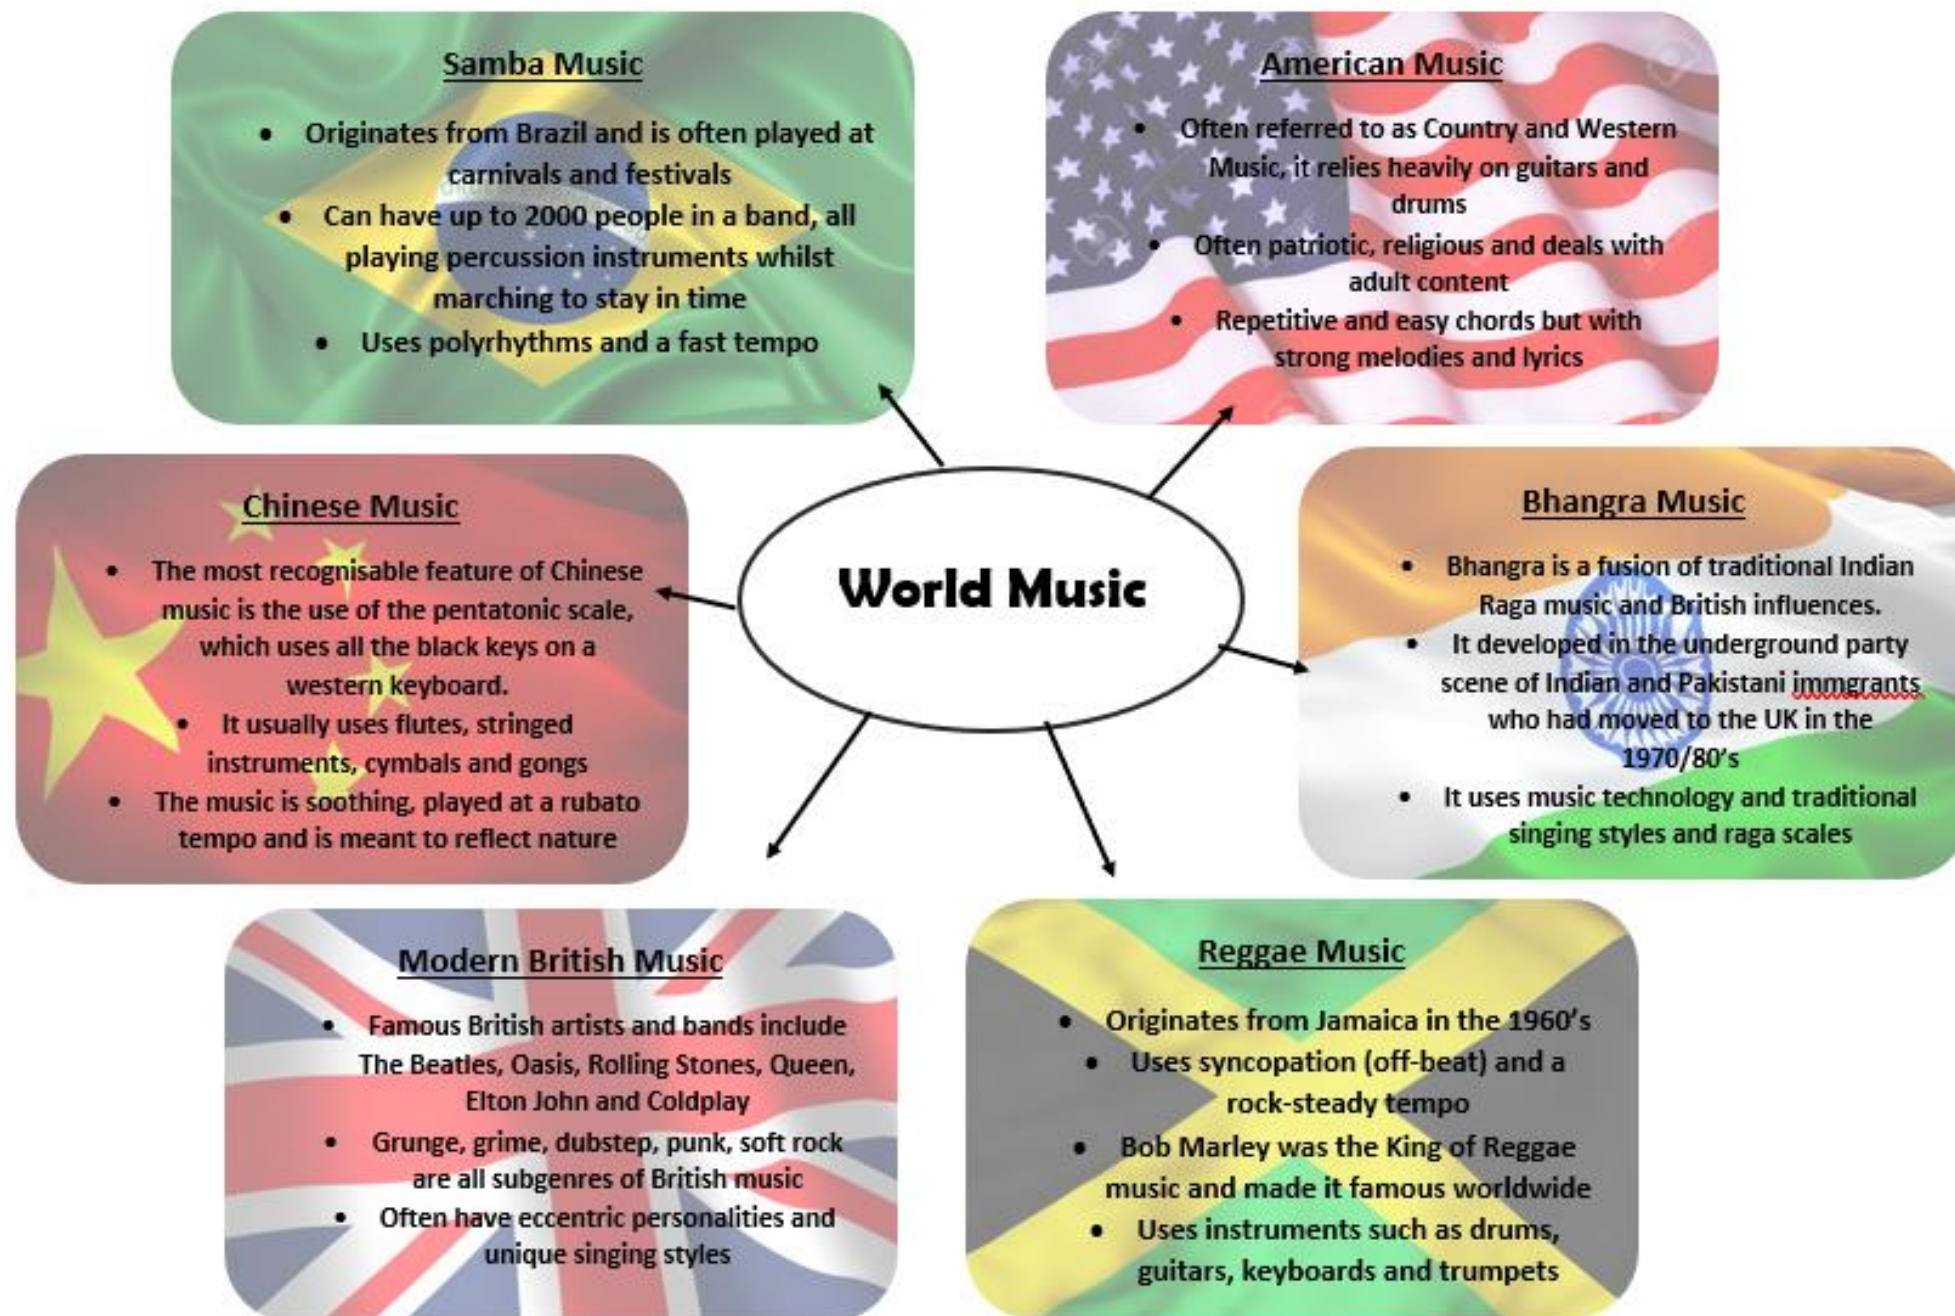 Samba Music
• Originates from Brazil and is often played at
carnivals and festivals
• Can have up to 2000 people in a band, all
playing percussion instruments whilst
marching to stay in time
• Uses polyrhythms and a fast tempo
American Music
• Often referred to as Country and Western
Music, it relies heavily on guitars and
drums
• Often patriotic, religious and deals with
adult content
• Repetitive and easy chords but with
strong melodies and lyrics
Chinese Music
• The most recognisable feature of Chinese
music is the use of the pentatonic scale,
which uses all the black keys on a
western keyboard.
• It usually uses flutes, stringed
instruments, cymbals and gongs
• The music is soothing, played at a rubato
tempo and is meant to reflect nature
World Music
Bhangra Music
• Bhangra is a fusion of traditional Indian
Raga music and British influences.
• It developed in the underground party
scene of Indian and Pakistani immgrants
who had moved to the UK in the
1970/80's
• It uses music technology and traditional
singing styles and raga scales
Modern British Music
• Famous British artists and bands include
The Beatles, Oasis, Rolling Stones, Queen,
Elton John and Coldplay
• Grunge, grime, dubstep, punk, soft rock
are all subgenres of British music
• Often have eccentric personalities and
unique singing styles
Reggae Music
• Originates from Jamaica in the 1960's
• Uses syncopation (off-beat) and a
rock-steady tempo
• Bob Marley was the King of Reggae
music and made it famous worldwide
• Uses instruments such as drums,
guitars, keyboards and trumpets